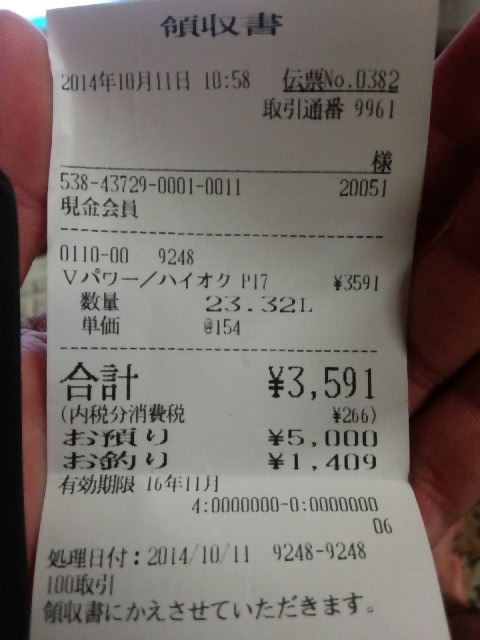 領収書
2014年10月11日 10:58 伝票No.0382
取引通番 9961
様
538-43729-0001-0011 20051
現金会員
0110-00 9248
Vパワー/ハイオク P17 ¥3591
数量 23.32L
単価 @154
合計 ¥3,591
(内税分消費税 ¥266)
お預り ¥5,000
お釣り ¥1,409
有効期限 16年11月
4:0000000-0:0000000
06
処理日付:2014/10/11 9248-9248
100取引
領収書にかえさせていただきます。